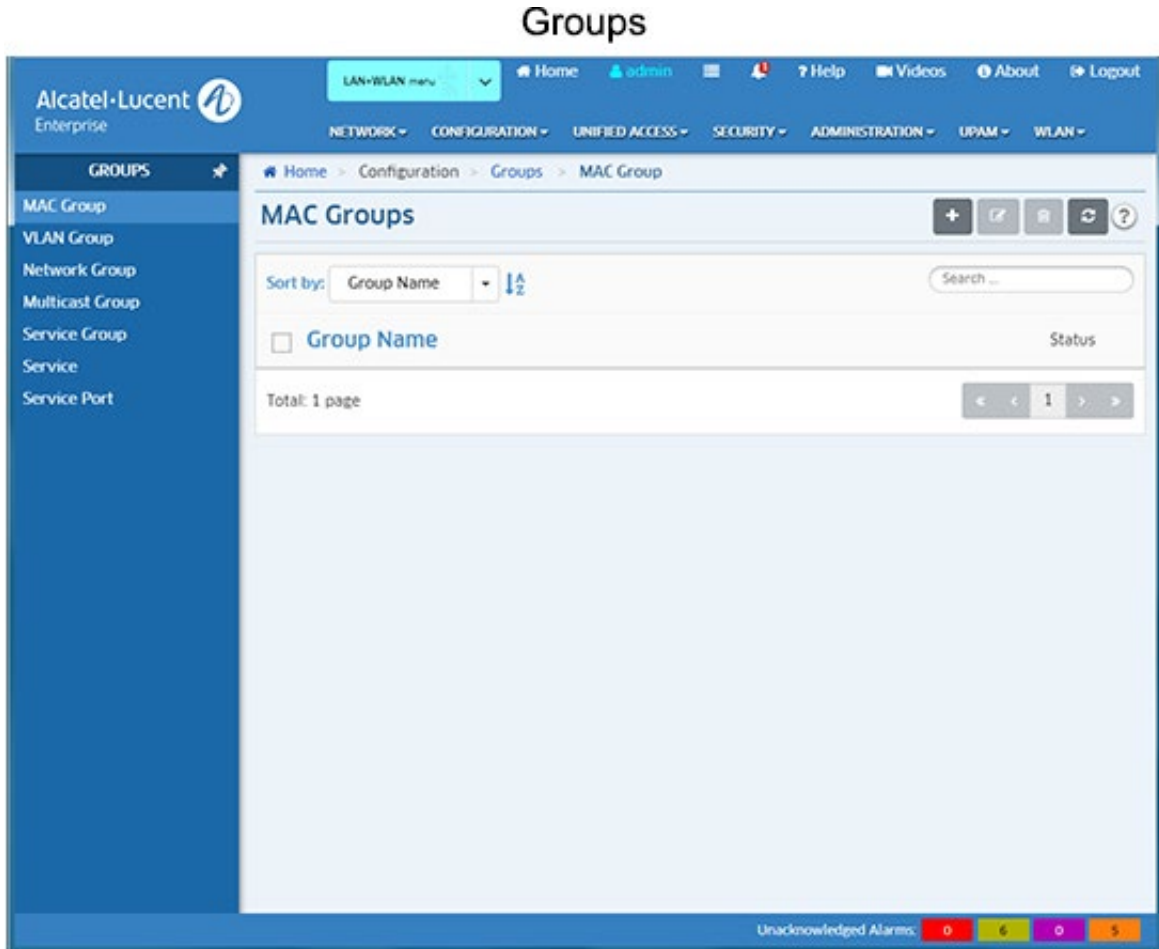 Groups
Alcatel·Lucent
Enterprise
LAN+WLAN menu
Home
admin
1
? Help
Videos
About
Logout
NETWORK
CONFIGURATION
UNIFIED ACCESS
SECURITY
ADMINISTRATION
UPAM
WLAN
GROUPS
MAC Group
VLAN Group
Network Group
Multicast Group
Service Group
Service
Service Port
Home > Configuration > Groups > MAC Group
MAC Groups
?
Sort by: Group Name
A
Z
Search ...
Group Name
Status
Total: 1 page
« ‹ 1 › »
Unacknowledged Alarms: 0 6 0 5